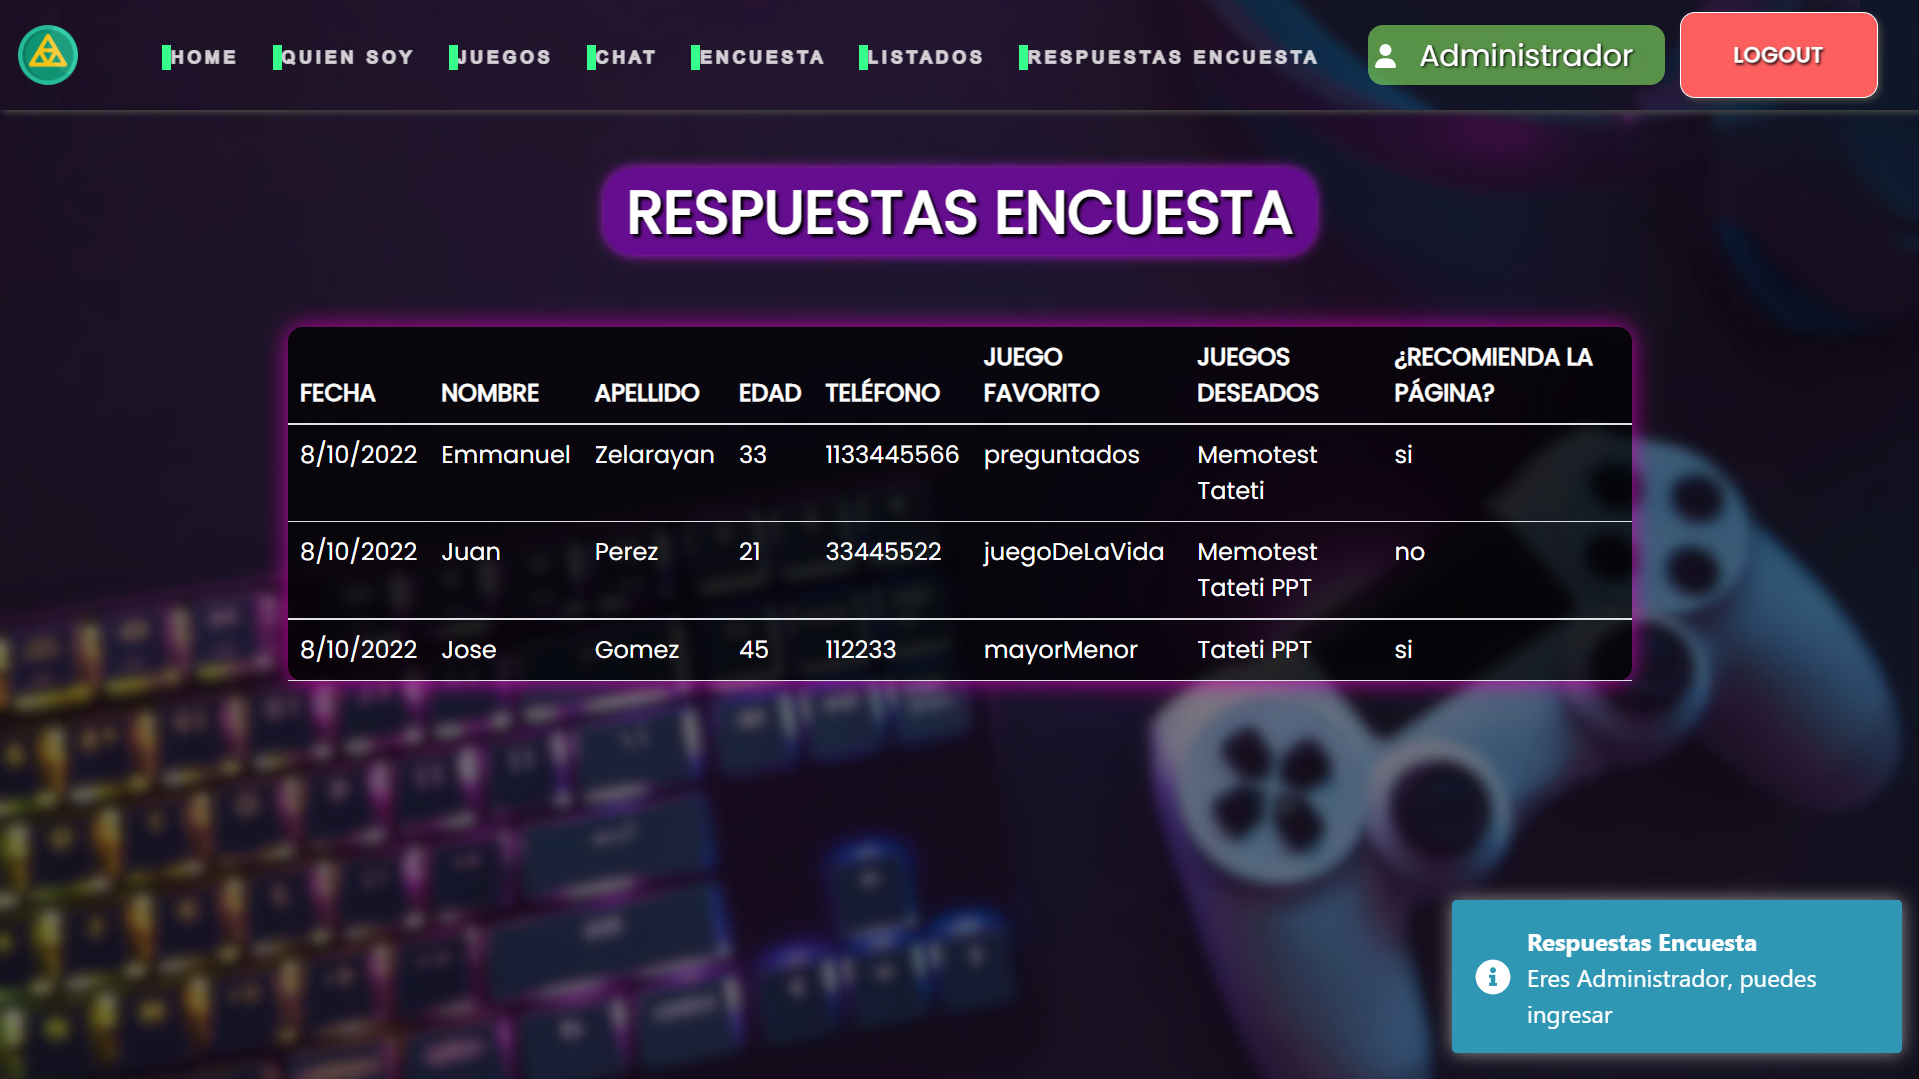 HOME QUIEN SOY JUEGOS CHAT ENCUESTA LISTADOS RESPUESTAS ENCUESTA Administrador LOGOUT
RESPUESTAS ENCUESTA
FECHA NOMBRE APELLIDO EDAD TELÉFONO JUEGO FAVORITO JUEGOS DESEADOS ¿RECOMIENDA LA PÁGINA?
8/10/2022 Emmanuel Zelarayan 33 1133445566 preguntados Memotest Tateti si
8/10/2022 Juan Perez 21 33445522 juegoDeLaVida Memotest Tateti PPT no
8/10/2022 Jose Gomez 45 112233 mayorMenor Tateti PPT si
Respuestas Encuesta
Eres Administrador, puedes
ingresar